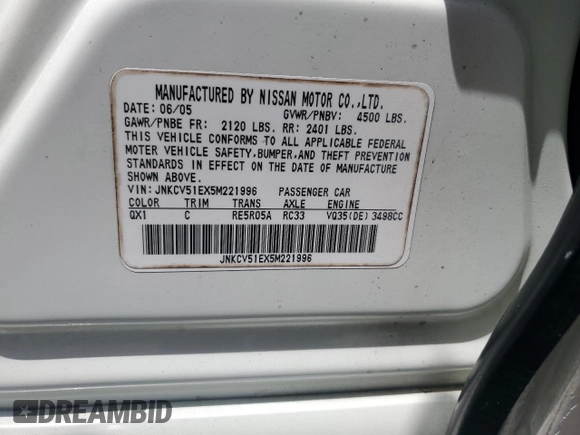 MANUFACTURED BY NISSAN MOTOR CO.,LTD.
DATE: 06/05 GVWR/PNBV: 4500 LBS.
GAWR/PNBE FR: 2120 LBS. RR: 2401 LBS.
THIS VEHICLE CONFORMS TO ALL APPLICABLE FEDERAL
MOTER VEHICLE SAFETY,BUMPER,AND THEFT PREVENTION
STANDARDS IN EFFECT ON THE DATE OF MANUFACTURE
SHOWN ABOVE.
VIN: JNKCV51EX5M221996 PASSENGER CAR
COLOR TRIM TRANS AXLE ENGINE
QX1 C RE5R05A RC33 VQ35(DE) 3498CC
JNKCV51EX5M221996
DREAMBID